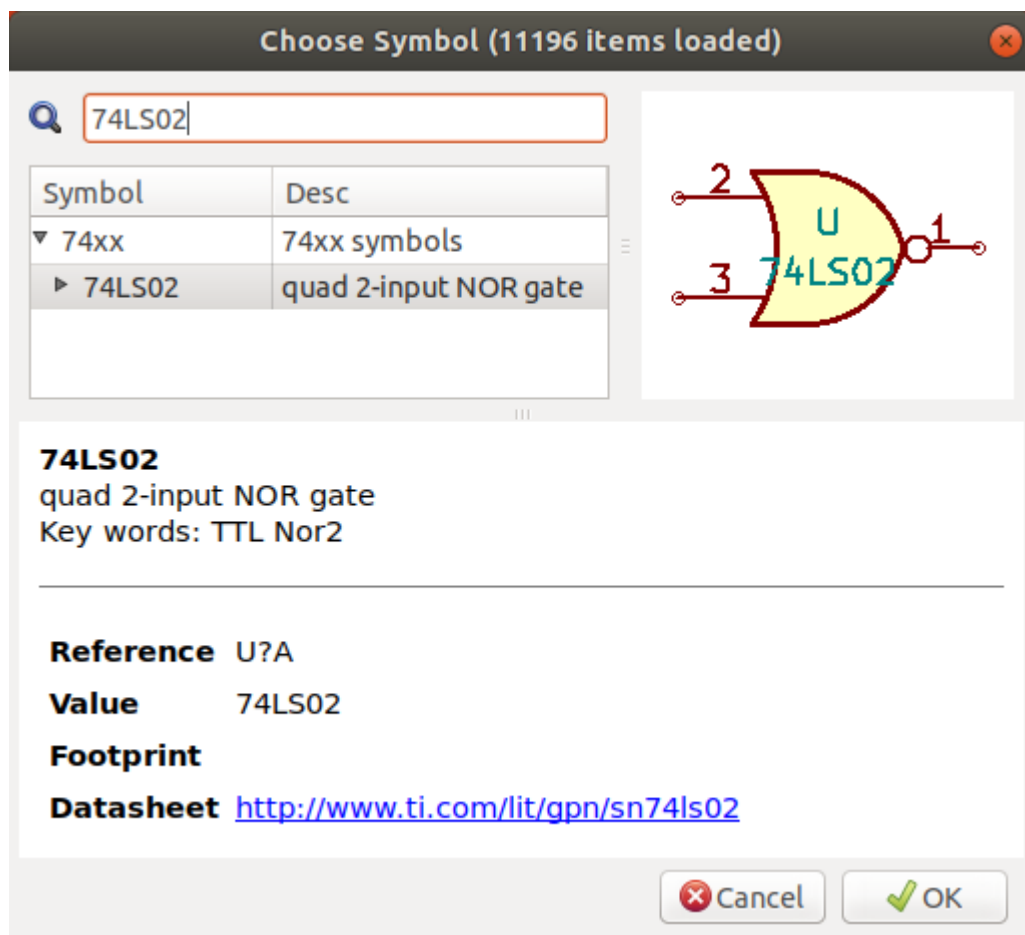 Choose Symbol (11196 items loaded)
74LS02
Symbol Desc
74xx 74xx symbols
74LS02 quad 2-input NOR gate
2
U
1
74LS02
3
74LS02
quad 2-input NOR gate
Key words: TTL Nor2
Reference U?A
Value 74LS02
Footprint
Datasheet http://www.ti.com/lit/gpn/sn74ls02
Cancel OK